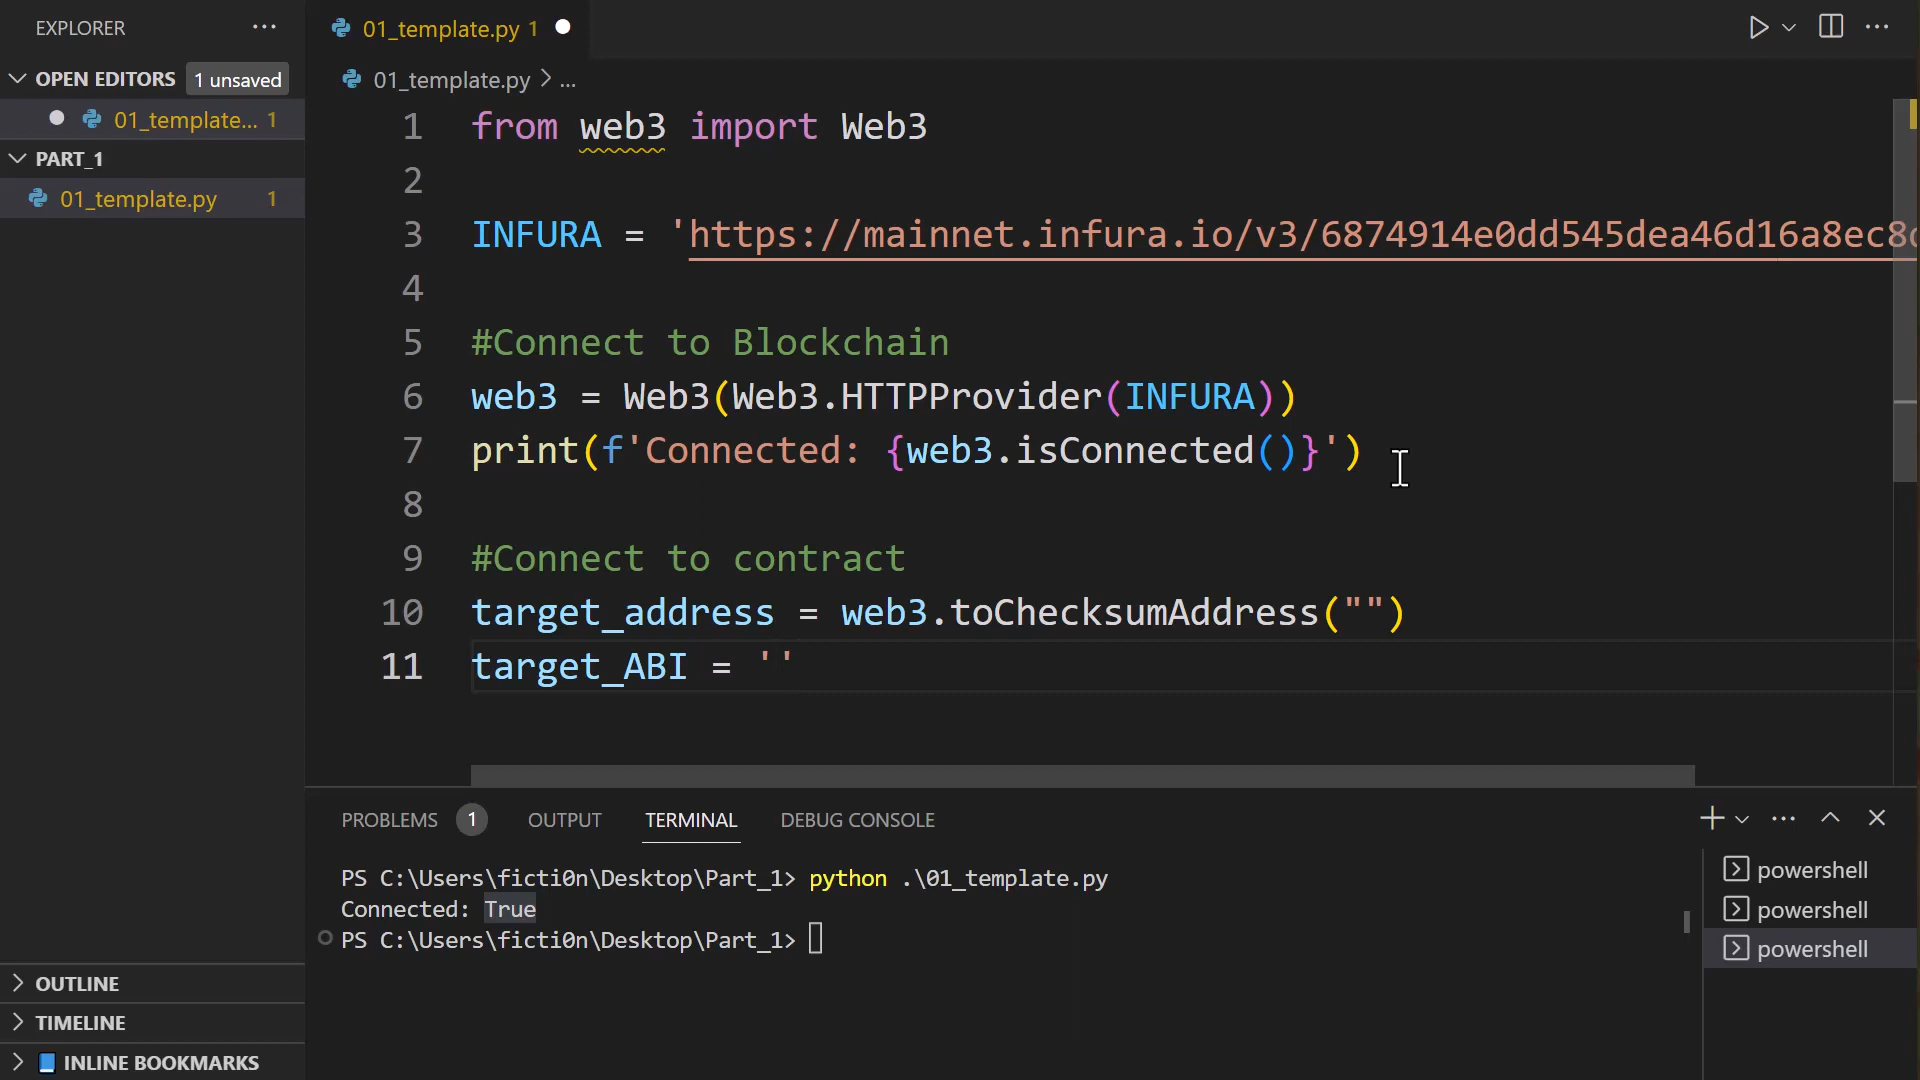 EXPLORER ...
OPEN EDITORS 1 unsaved
01_template... 1
PART_1
01_template.py 1
OUTLINE
TIMELINE
INLINE BOOKMARKS
01_template.py 1
01_template.py > ...
1 from web3 import Web3
2
3 INFURA = 'https://mainnet.infura.io/v3/6874914e0dd545dea46d16a8ec8
4
5 #Connect to Blockchain
6 web3 = Web3(Web3.HTTPProvider(INFURA))
7 print(f'Connected: {web3.isConnected()}')
8
9 #Connect to contract
10 target_address = web3.toChecksumAddress("")
11 target_ABI = ''
PROBLEMS 1 OUTPUT TERMINAL DEBUG CONSOLE
PS C:\Users\ficti0n\Desktop\Part_1> python .\01_template.py
Connected: True
PS C:\Users\ficti0n\Desktop\Part_1>
powershell
powershell
powershell